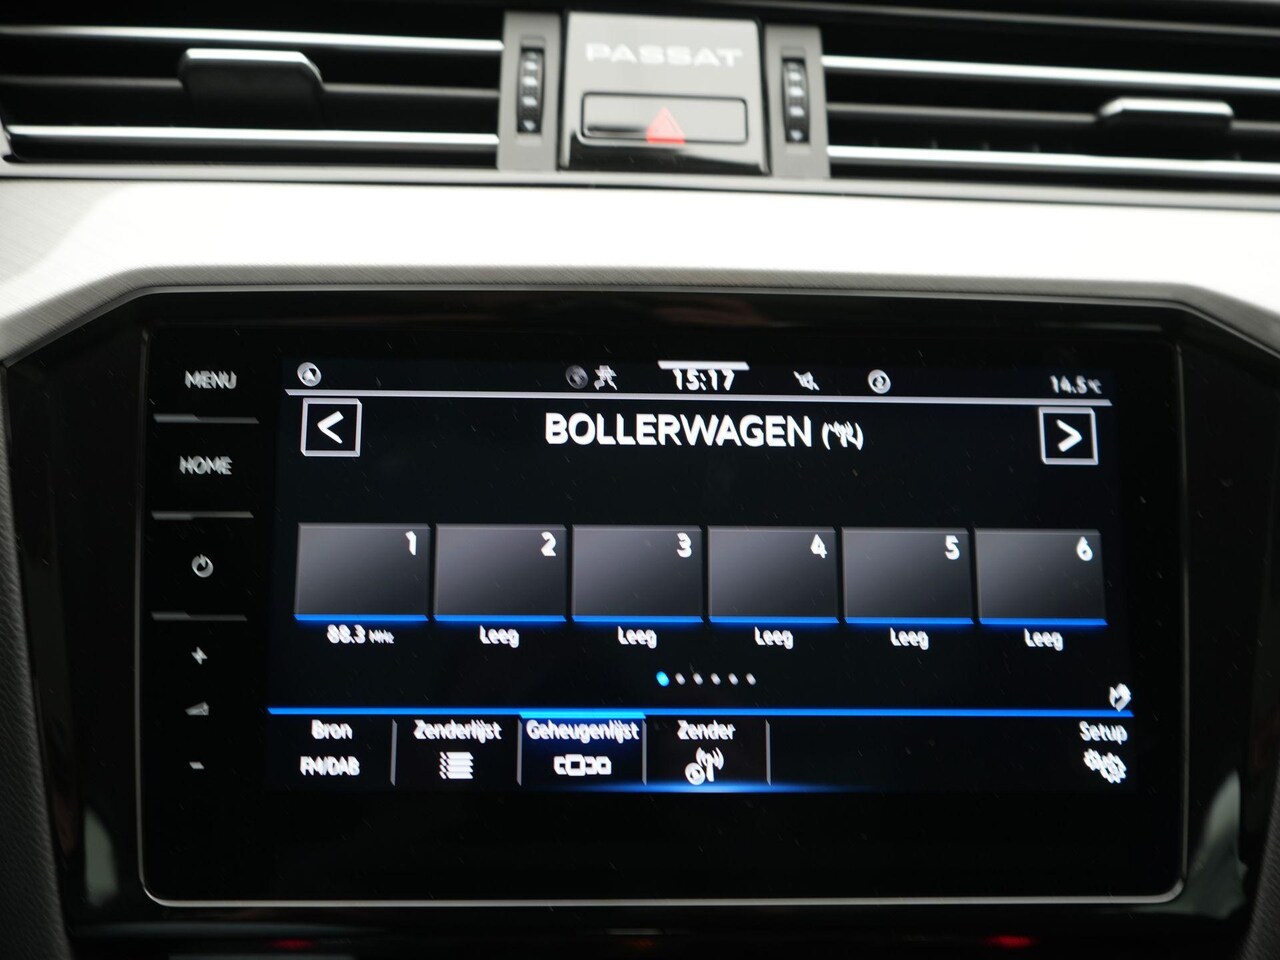 PASSAT
MENU
HOME
15:17
14.5°C
< BOLLERWAGEN >
1 2 3 4 5 6
88.3 MHz Leeg Leeg Leeg Leeg Leeg
Bron Zenderlijst Geheugenlijst Zender Setup
FM/DAB